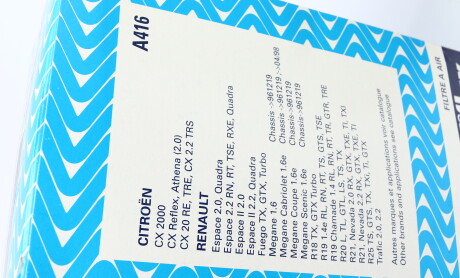 A416
CITROËN
CX 2000
CX Reflex, Athena (2.0)
CX 20 RE, TRE, CX 2.2 TRS
RENAULT
Espace 2.0, Quadra
Espace 2.2 RN, RT, TSE, RXE, Quadra
Espace II 2.0
Espace II 2.2, Quadra
Fuego TX, GTX, Turbo
Megane 1.6 Chassis ->961219
Megane Cabriolet 1.6e Chassis ->961219 ->04/98
Megane Coupe 1.6e Chassis ->961219
Megane Scenic 1.6e Chassis ->961219
R18 TX, GTX Turbo
R19 1.4e RL, RN, RT, TS, GTS, TSE
R19 Chamade 1.4 RL, RN, RT, TR, GTR, TRE
R20 L, TL, GTL, LS, TS, TX
R21, Nevada 2.0 RX, GTX, TXE, TI, TXI
R21, Nevada 2.2 RX, GTX, TXE, TI
R25 TS, GTS, TX, TXi, TI, GTX
Trafic 2.0, 2.2
Autres marques et applications voir catalogue
Other brands and applications see catalogue
FILTRE A AIR